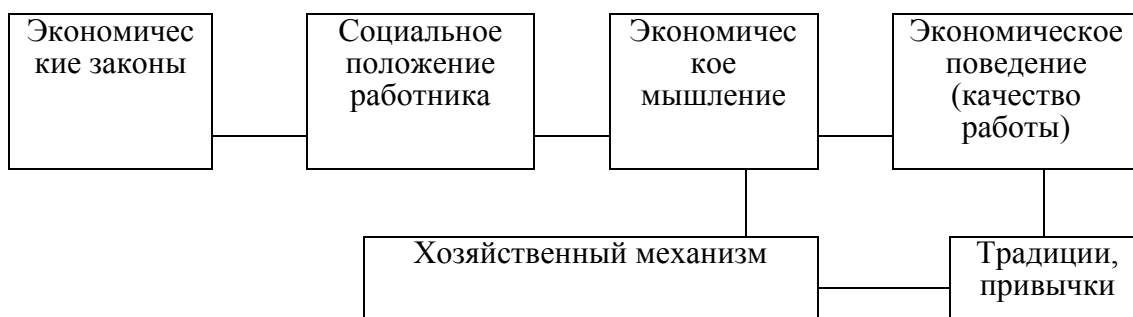 Экономичес
кие законы
Социальное
положение
работника
Экономичес
кое
мышление
Экономическое
поведение
(качество
работы)
Хозяйственный механизм
Традиции,
привычки